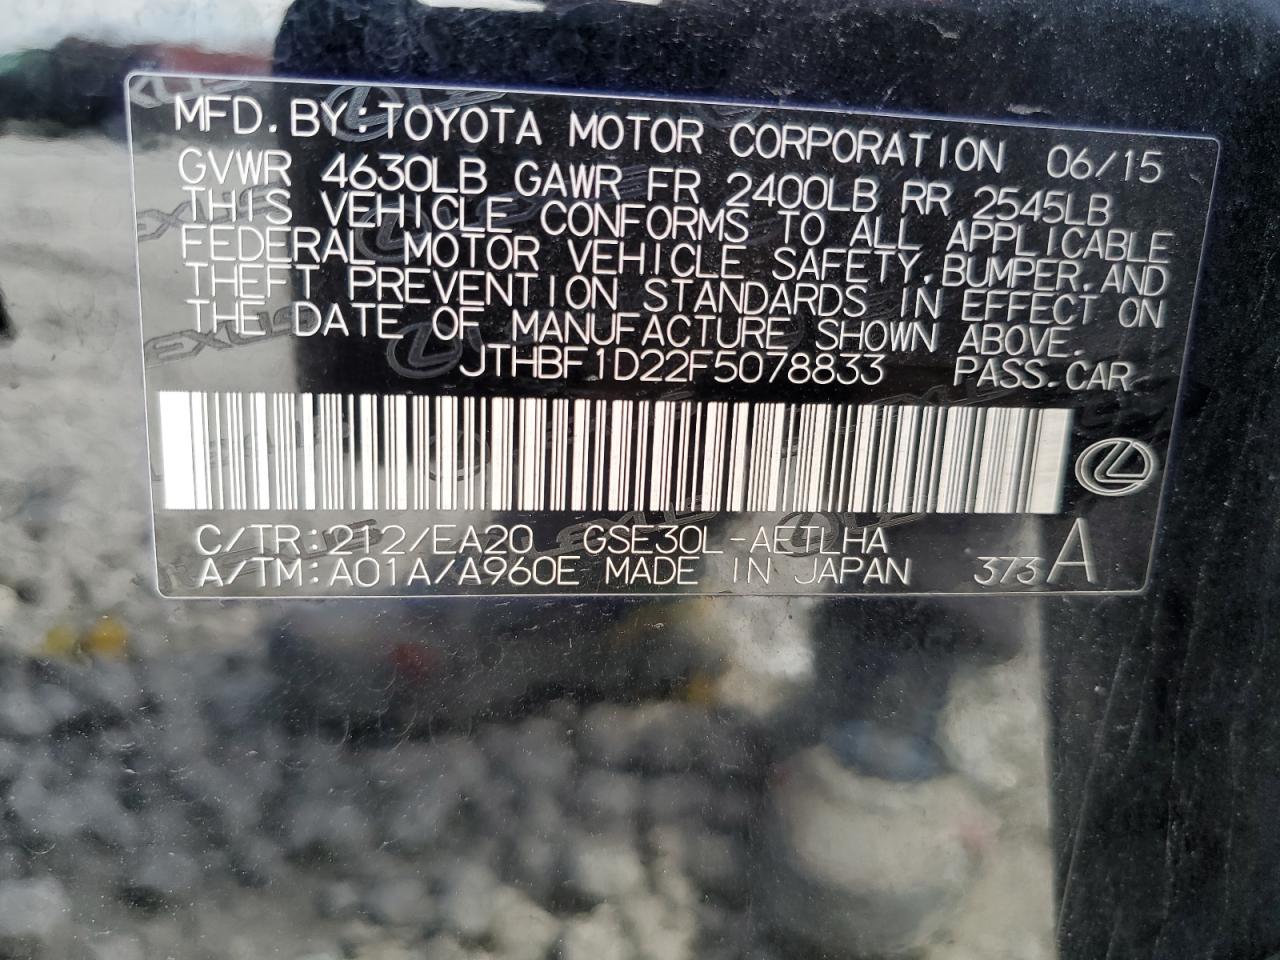 MFD. BY: TOYOTA MOTOR CORPORATION 06/15
GVWR 4630LB GAWR FR 2400LB RR 2545LB
THIS VEHICLE CONFORMS TO ALL APPLICABLE
FEDERAL MOTOR VEHICLE SAFETY, BUMPER, AND
THEFT PREVENTION STANDARDS IN EFFECT ON
THE DATE OF MANUFACTURE SHOWN ABOVE.
JTHBF1D22F5078833 PASS. CAR
C/TR: 212/EA20 GSE30L-AETLHA
A/TM: A01A/A960E MADE IN JAPAN 373 A